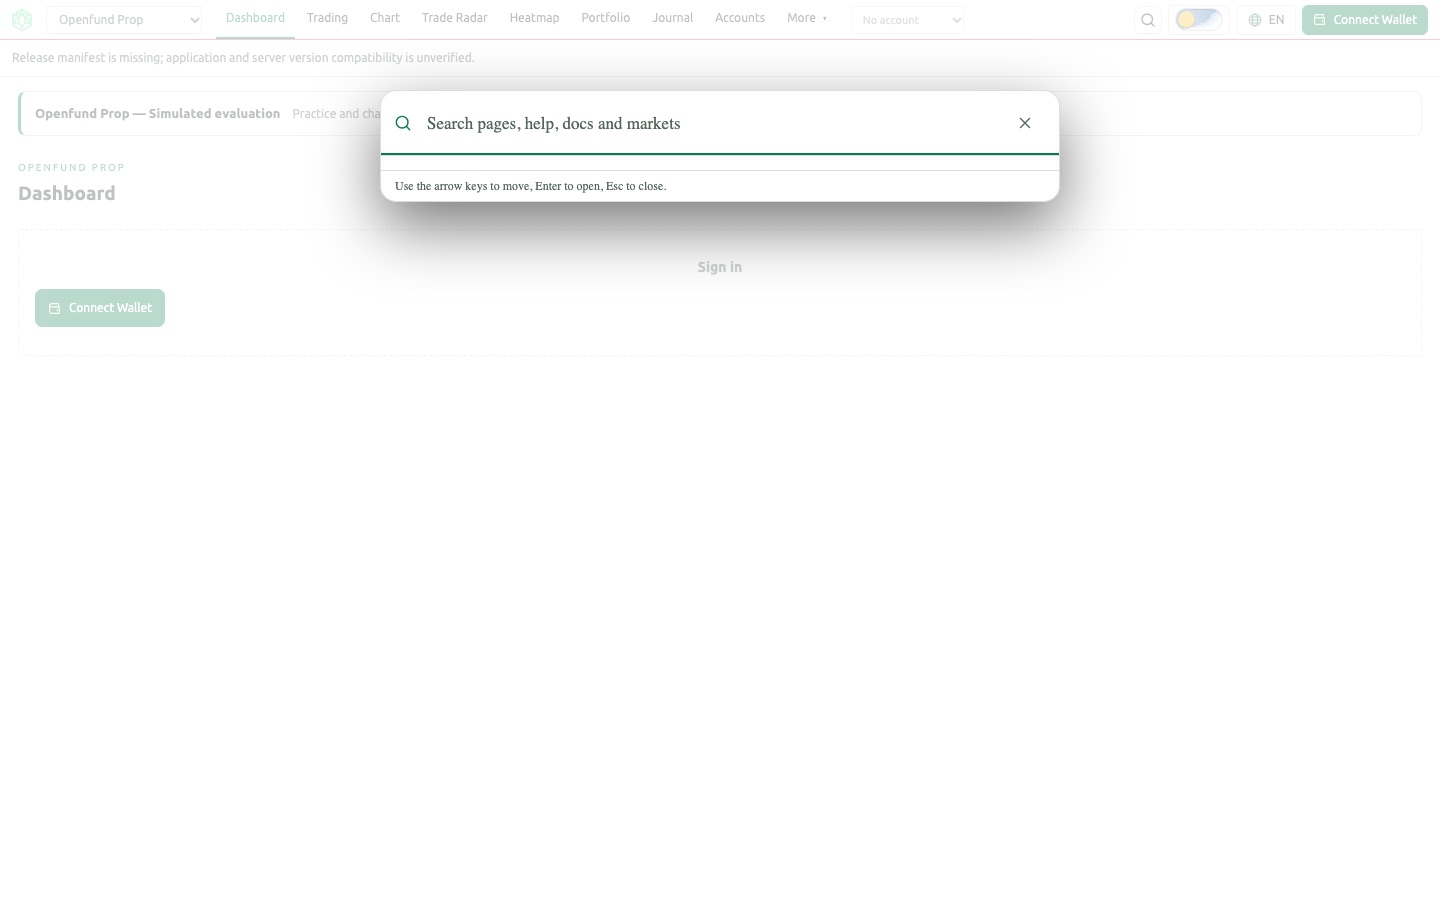 Openfund Prop
Dashboard
Trading
Chart
Trade Radar
Heatmap
Portfolio
Journal
Accounts
More
No account
EN
Connect Wallet
Release manifest is missing; application and server version compatibility is unverified.
Openfund Prop — Simulated evaluation Practice and cha
Search pages, help, docs and markets
Use the arrow keys to move, Enter to open, Esc to close.
OPENFUND PROP
Dashboard
Sign in
Connect Wallet